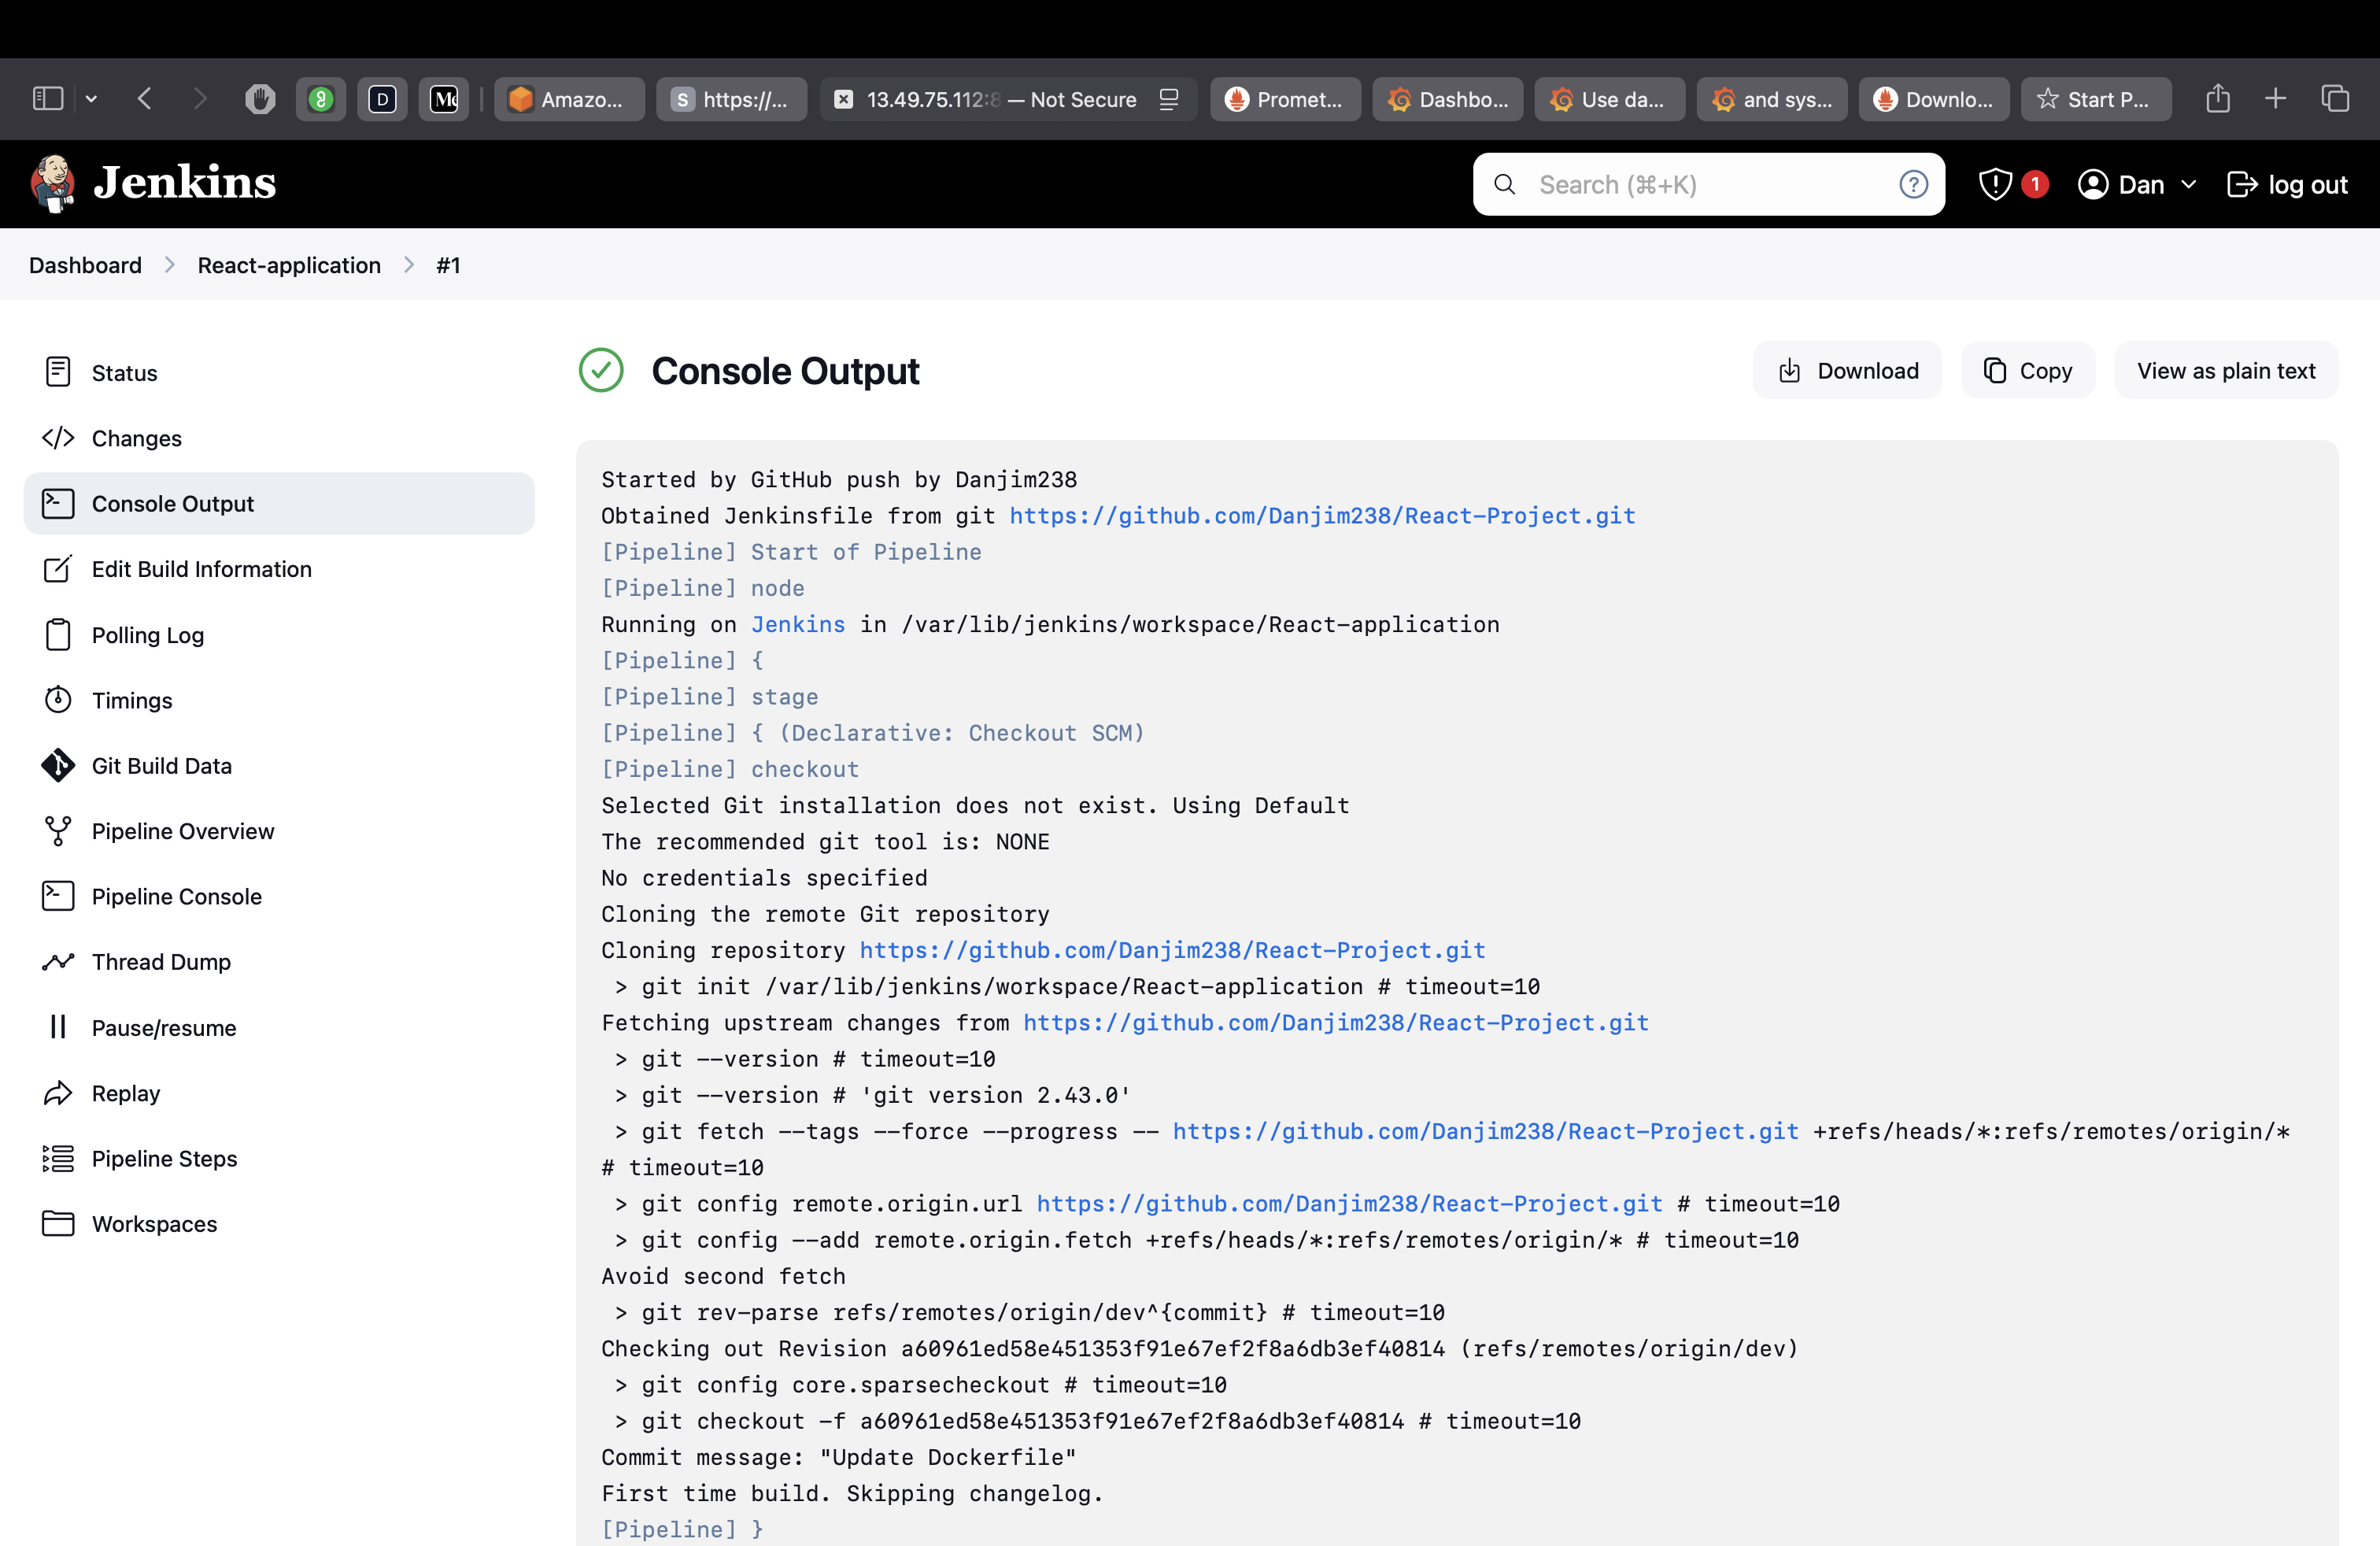 D
Amazo...
S https://...
13.49.75.112:8 — Not Secure
Promet...
Dashbo...
Use da...
and sys...
Downlo...
Start P...
Jenkins
Search (⌘+K)
1
Dan
log out
Dashboard > React-application > #1
Status
Changes
Console Output
Edit Build Information
Polling Log
Timings
Git Build Data
Pipeline Overview
Pipeline Console
Thread Dump
Pause/resume
Replay
Pipeline Steps
Workspaces
Console Output
Download
Copy
View as plain text
Started by GitHub push by Danjim238
Obtained Jenkinsfile from git https://github.com/Danjim238/React-Project.git
[Pipeline] Start of Pipeline
[Pipeline] node
Running on Jenkins in /var/lib/jenkins/workspace/React-application
[Pipeline] {
[Pipeline] stage
[Pipeline] { (Declarative: Checkout SCM)
[Pipeline] checkout
Selected Git installation does not exist. Using Default
The recommended git tool is: NONE
No credentials specified
Cloning the remote Git repository
Cloning repository https://github.com/Danjim238/React-Project.git
 > git init /var/lib/jenkins/workspace/React-application # timeout=10
Fetching upstream changes from https://github.com/Danjim238/React-Project.git
 > git --version # timeout=10
 > git --version # 'git version 2.43.0'
 > git fetch --tags --force --progress -- https://github.com/Danjim238/React-Project.git +refs/heads/*:refs/remotes/origin/*
# timeout=10
 > git config remote.origin.url https://github.com/Danjim238/React-Project.git # timeout=10
 > git config --add remote.origin.fetch +refs/heads/*:refs/remotes/origin/* # timeout=10
Avoid second fetch
 > git rev-parse refs/remotes/origin/dev^{commit} # timeout=10
Checking out Revision a60961ed58e451353f91e67ef2f8a6db3ef40814 (refs/remotes/origin/dev)
 > git config core.sparsecheckout # timeout=10
 > git checkout -f a60961ed58e451353f91e67ef2f8a6db3ef40814 # timeout=10
Commit message: "Update Dockerfile"
First time build. Skipping changelog.
[Pipeline] }